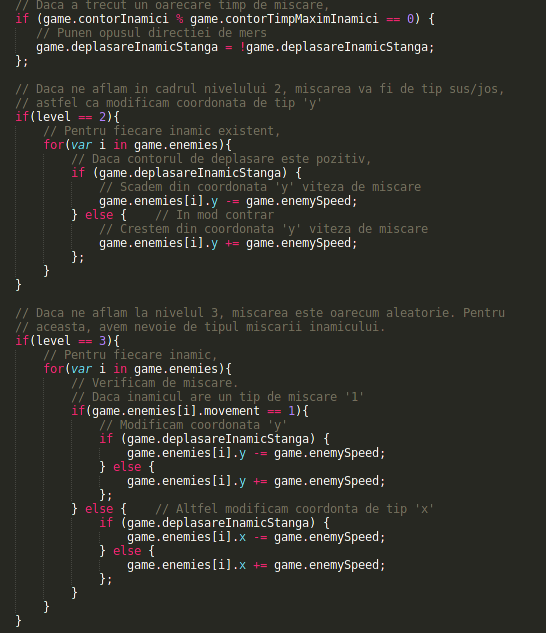 // Daca a trecut un oarecare timp de miscare,
if (game.contorInamici % game.contorTimpMaximInamici == 0) {
// Punen opusul directiei de mers
game.deplasareInamicStanga = !game.deplasareInamicStanga;
};
// Daca ne aflam in cadrul nivelului 2, miscarea va fi de tip sus/jos,
// astfel ca modificam coordonata de tip 'y'
if(level == 2){
// Pentru fiecare inamic existent,
for(var i in game.enemies){
// Daca contorul de deplasare este pozitiv,
if (game.deplasareInamicStanga) {
// Scadem din coordonata 'y' viteza de miscare
game.enemies[i].y -= game.enemySpeed;
} else {    // In mod contrar
// Crestem din coordonata 'y' viteza de miscare
game.enemies[i].y += game.enemySpeed;
};
}
}
// Daca ne aflam la nivelul 3, miscarea este oarecum aleatorie. Pentru
// aceasta, avem nevoie de tipul miscarii inamicului.
if(level == 3){
// Pentru fiecare inamic,
for(var i in game.enemies){
// Verificam de miscare.
// Daca inamicul are un tip de miscare '1'
if(game.enemies[i].movement == 1){
// Modificam coordonata 'y'
if (game.deplasareInamicStanga) {
game.enemies[i].y -= game.enemySpeed;
} else {
game.enemies[i].y += game.enemySpeed;
};
} else {    // Altfel modificam coordonta de tip 'x'
if (game.deplasareInamicStanga) {
game.enemies[i].x -= game.enemySpeed;
} else {
game.enemies[i].x += game.enemySpeed;
};
}
}
}